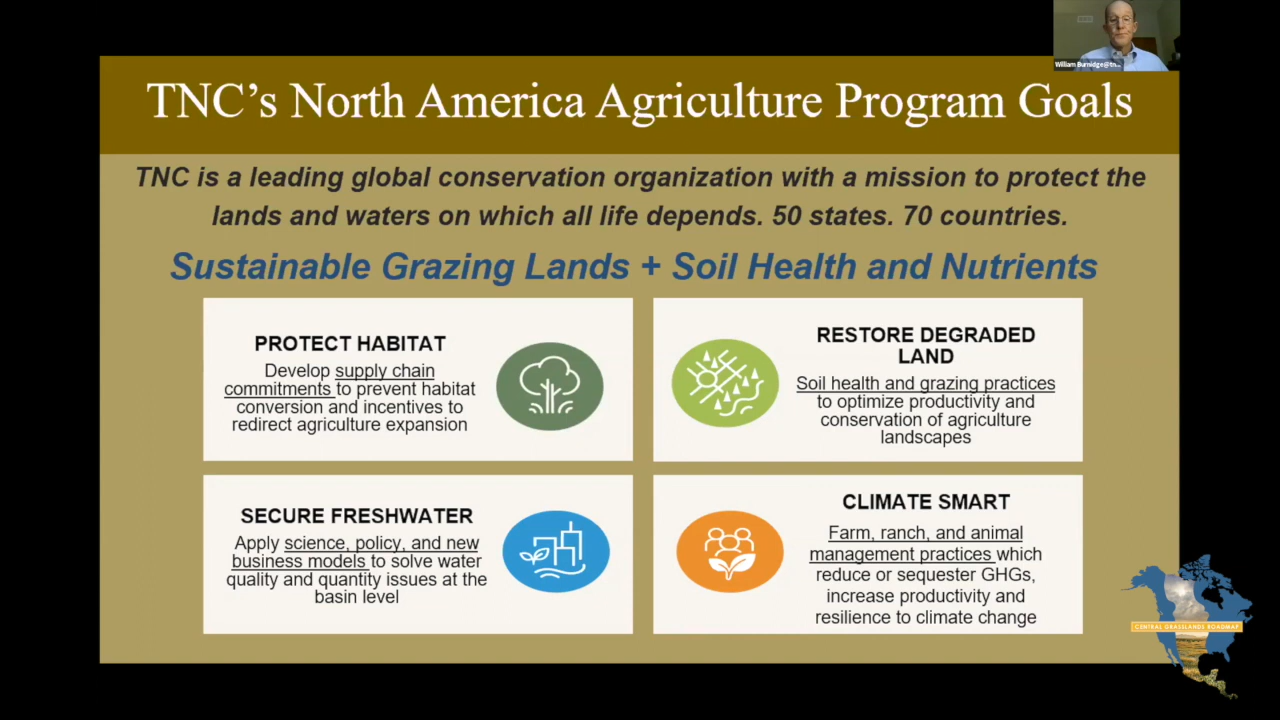 William Burnidge@tn...
TNC's North America Agriculture Program Goals
TNC is a leading global conservation organization with a mission to protect the
lands and waters on which all life depends. 50 states. 70 countries.
Sustainable Grazing Lands + Soil Health and Nutrients
PROTECT HABITAT
Develop supply chain
commitments to prevent habitat
conversion and incentives to
redirect agriculture expansion
RESTORE DEGRADED
LAND
Soil health and grazing practices
to optimize productivity and
conservation of agriculture
landscapes
SECURE FRESHWATER
Apply science, policy, and new
business models to solve water
quality and quantity issues at the
basin level
CLIMATE SMART
Farm, ranch, and animal
management practices which
reduce or sequester GHGs,
increase productivity and
resilience to climate change
CENTRAL GRASSLANDS ROADMAP